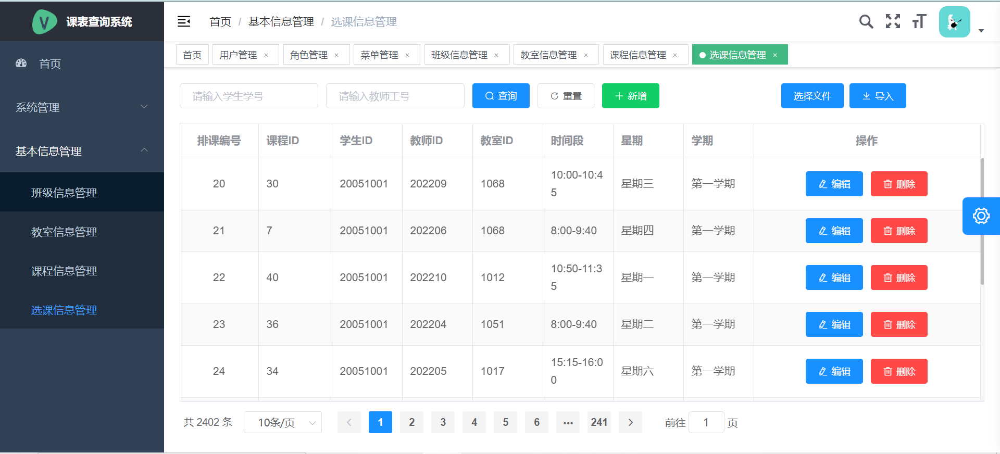 V 课表查询系统
首页 / 基本信息管理 / 选课信息管理
首页
系统管理
基本信息管理
班级信息管理
教室信息管理
课程信息管理
选课信息管理
首页 用户管理 × 角色管理 × 菜单管理 × 班级信息管理 × 教室信息管理 × 课程信息管理 × 选课信息管理 ×
请输入学生学号 请输入教师工号 查询 重置 新增 选择文件 导入
排课编号 课程ID 学生ID 教师ID 教室ID 时间段 星期 学期 操作
20 30 20051001 202209 1068 10:00-10:4 星期三 第一学期 编辑 删除
5
21 7 20051001 202206 1068 8:00-9:40 星期四 第一学期 编辑 删除
22 40 20051001 202210 1012 10:50-11:3 星期一 第一学期 编辑 删除
5
23 36 20051001 202204 1051 8:00-9:40 星期二 第一学期 编辑 删除
24 34 20051001 202205 1017 15:15-16:0 星期六 第一学期 编辑 删除
0
共 2402 条 10条/页 1 2 3 4 5 6 ••• 241 前往 1 页